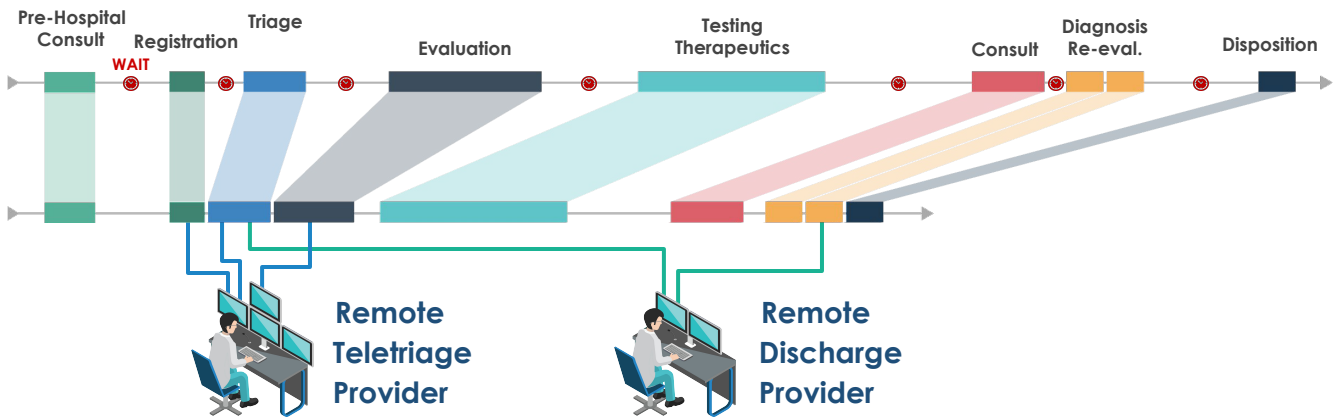 Pre-Hospital
Consult
WAIT
Registration
Triage
Evaluation
Testing
Therapeutics
Consult
Diagnosis
Re-eval.
Disposition
Remote
Teletriage
Provider
Remote
Discharge
Provider